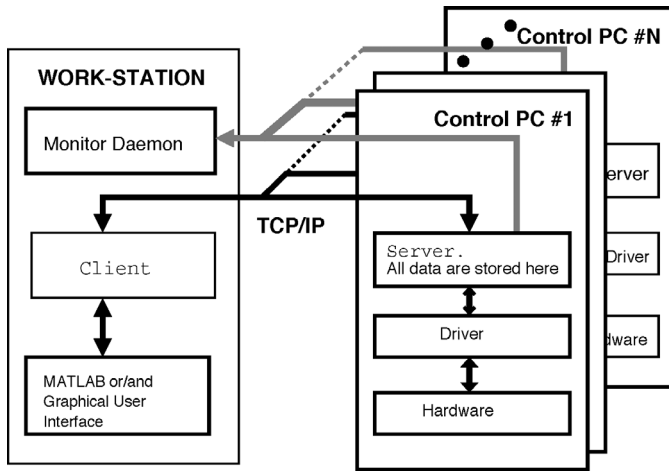 Control PC #N
WORK-STATION
Control PC #1
Monitor Daemon
TCP/IP
Client
Server.
All data are stored here
Driver
MATLAB or/and
Graphical User
Interface
Hardware
erver
Driver
dware